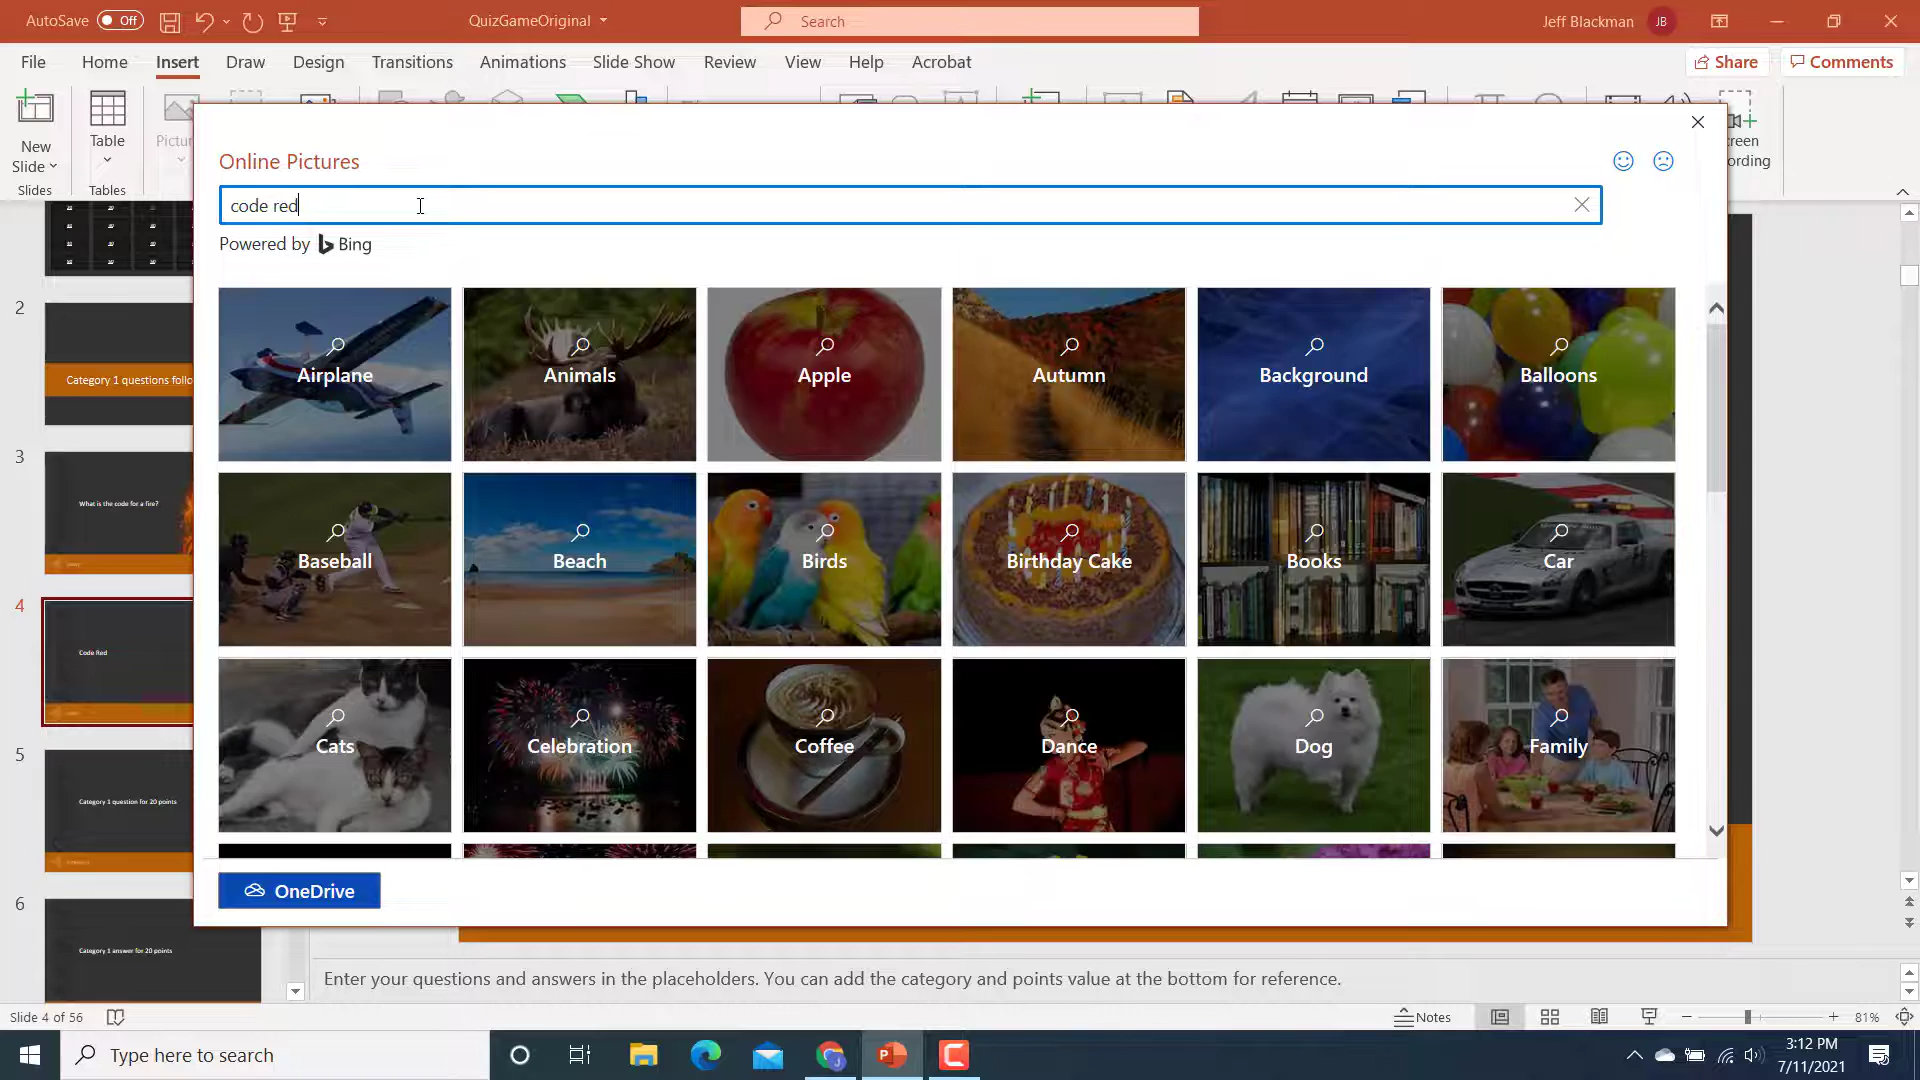 AutoSave Off QuizGameOriginal Search Jeff Blackman JB
File Home Insert Draw Design Transitions Animations Slide Show Review View Help Acrobat Share Comments
New
Slide
Slides
Table
Tables
Online Pictures
code red
Powered by Bing
Airplane Animals Apple Autumn Background Balloons
Baseball Beach Birds Birthday Cake Books Car
Cats Celebration Coffee Dance Dog Family
OneDrive
2
Category 1 questions follo
3
What is the code for a fire?
4
Code Red
5
Category 1 question for 20 points
6
Category 1 answer for 20 points
Enter your questions and answers in the placeholders. You can add the category and points value at the bottom for reference.
Slide 4 of 56 Notes 81%
Type here to search
3:12 PM
7/11/2021